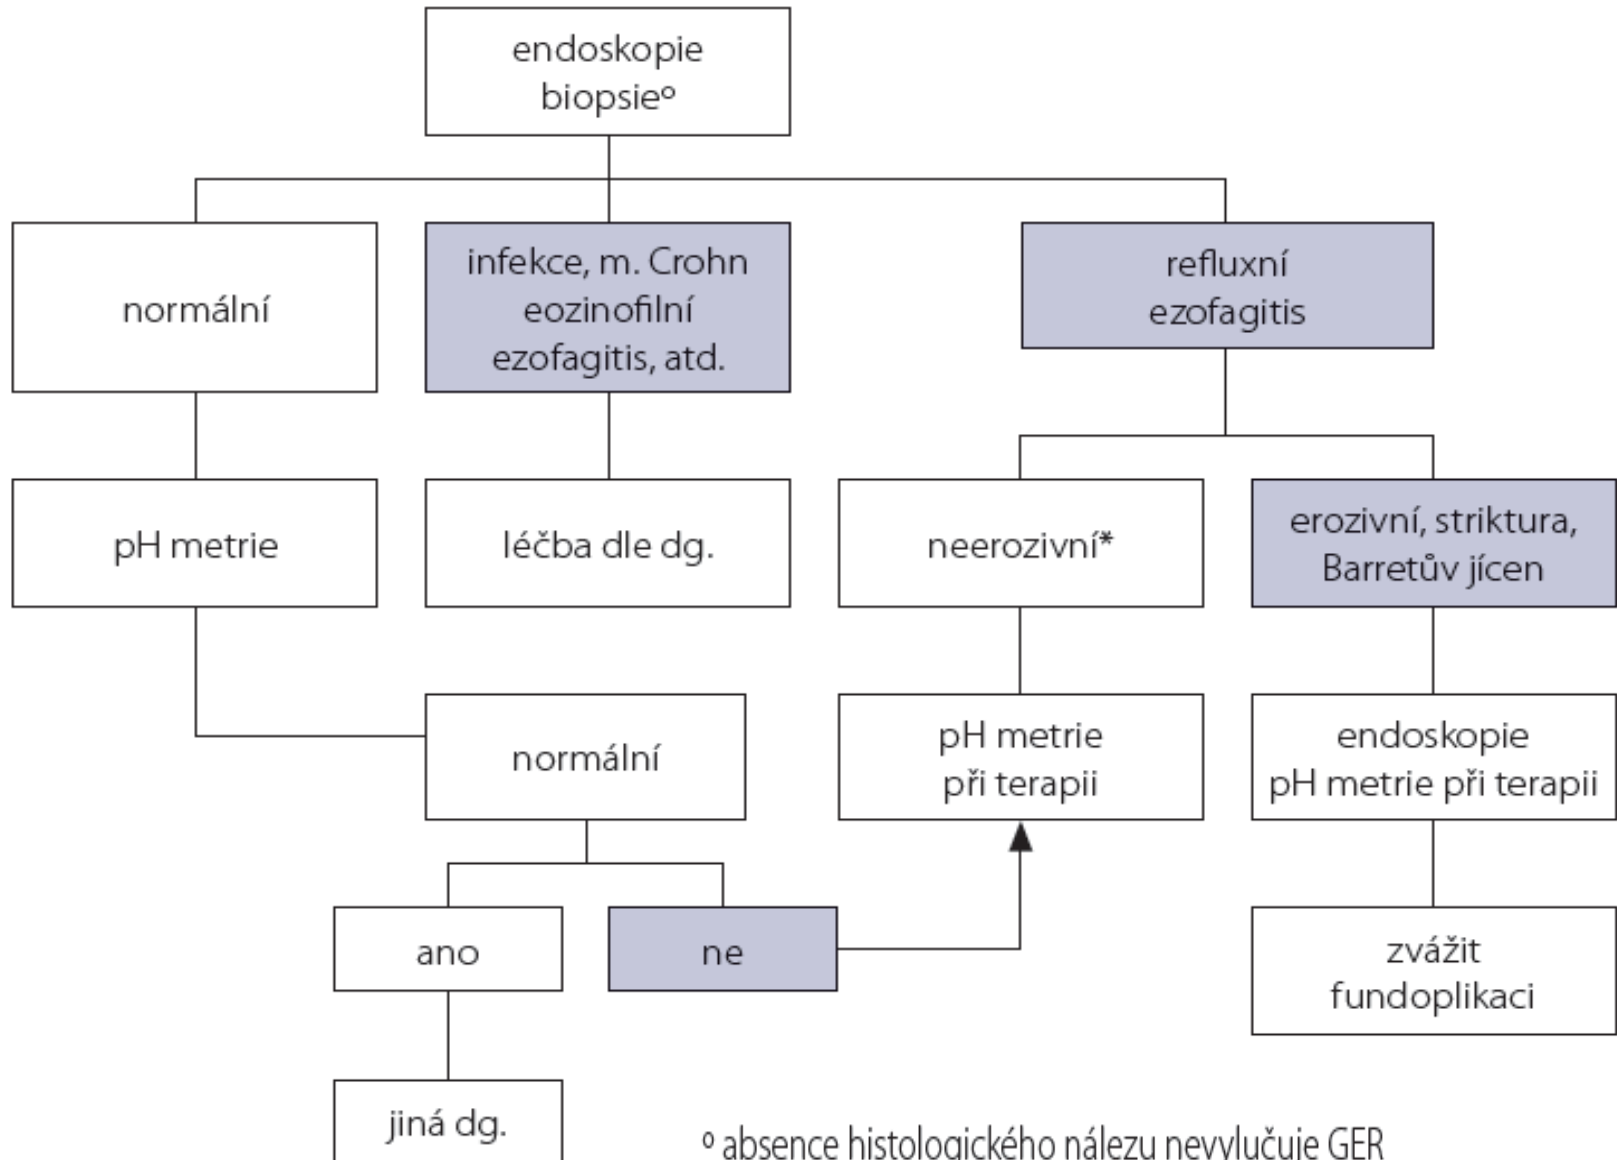 endoskopie
biopsieº
normální
infekce, m. Crohn
eozinofilní
ezofagitis, atd.
refluxní
ezofagitis
pH metrie
léčba dle dg.
neerozivní*
erozivní, striktura,
Barretův jícen
normální
pH metrie
při terapii
endoskopie
pH metrie při terapii
ano
ne
zvážit
fundoplikaci
jiná dg.
º absence histologického nálezu nevylučuje GER